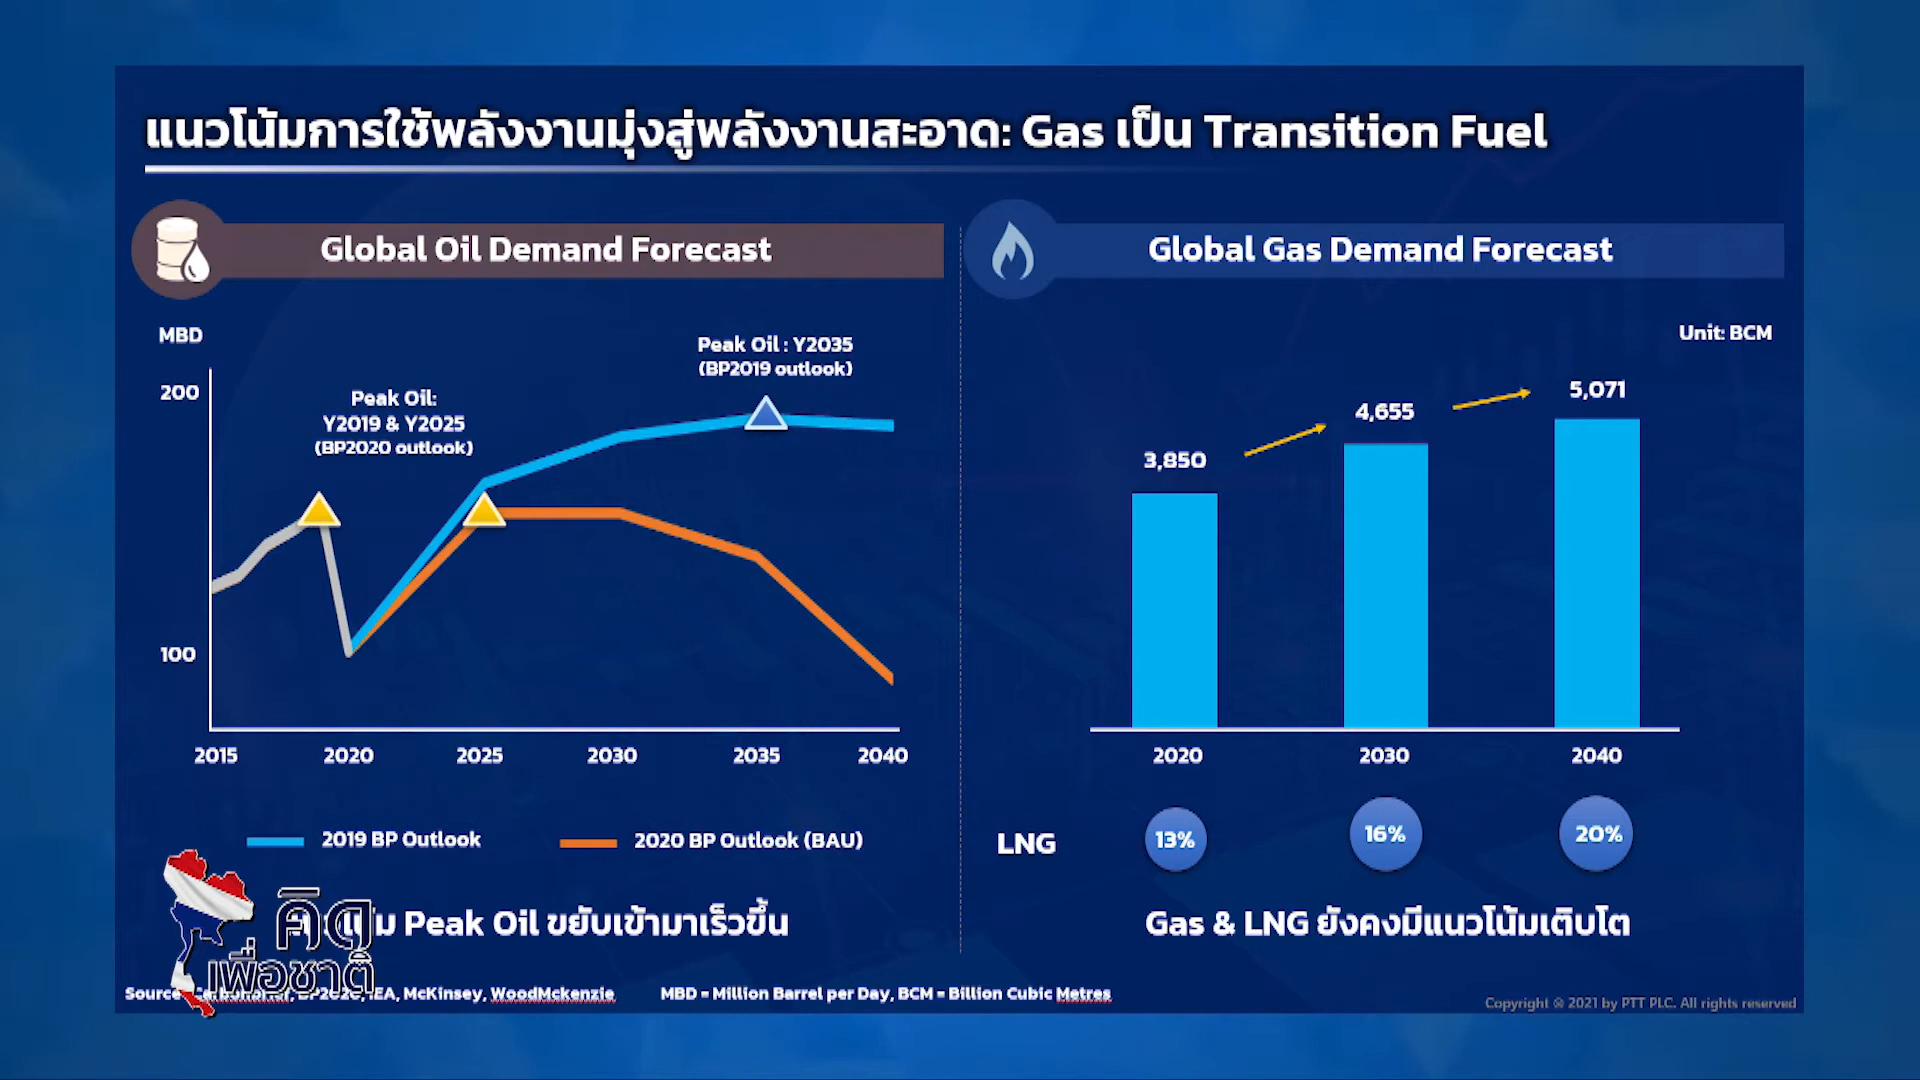 แนวโน้มการใช้พลังงานมุ่งสู่พลังงานสะอาด: Gas เป็น Transition Fuel
Global Oil Demand Forecast
MBD
200
100
Peak Oil:
Y2019 & Y2025
(BP2020 outlook)
Peak Oil : Y2035
(BP2019 outlook)
2015 2020 2025 2030 2035 2040
2019 BP Outlook 2020 BP Outlook (BAU)
Peak Oil ขยับเข้ามาเร็วขึ้น
Global Gas Demand Forecast
Unit: BCM
3,850 4,655 5,071
2020 2030 2040
LNG 13% 16% 20%
Gas & LNG ยังคงมีแนวโน้มเติบโต
คิด
เพื่อชาติ
McKinsey, WoodMckenzie MBD = Million Barrel per Day, BCM = Billion Cubic Metres
Copyright © 2021 by PTT PLC. All rights reserved